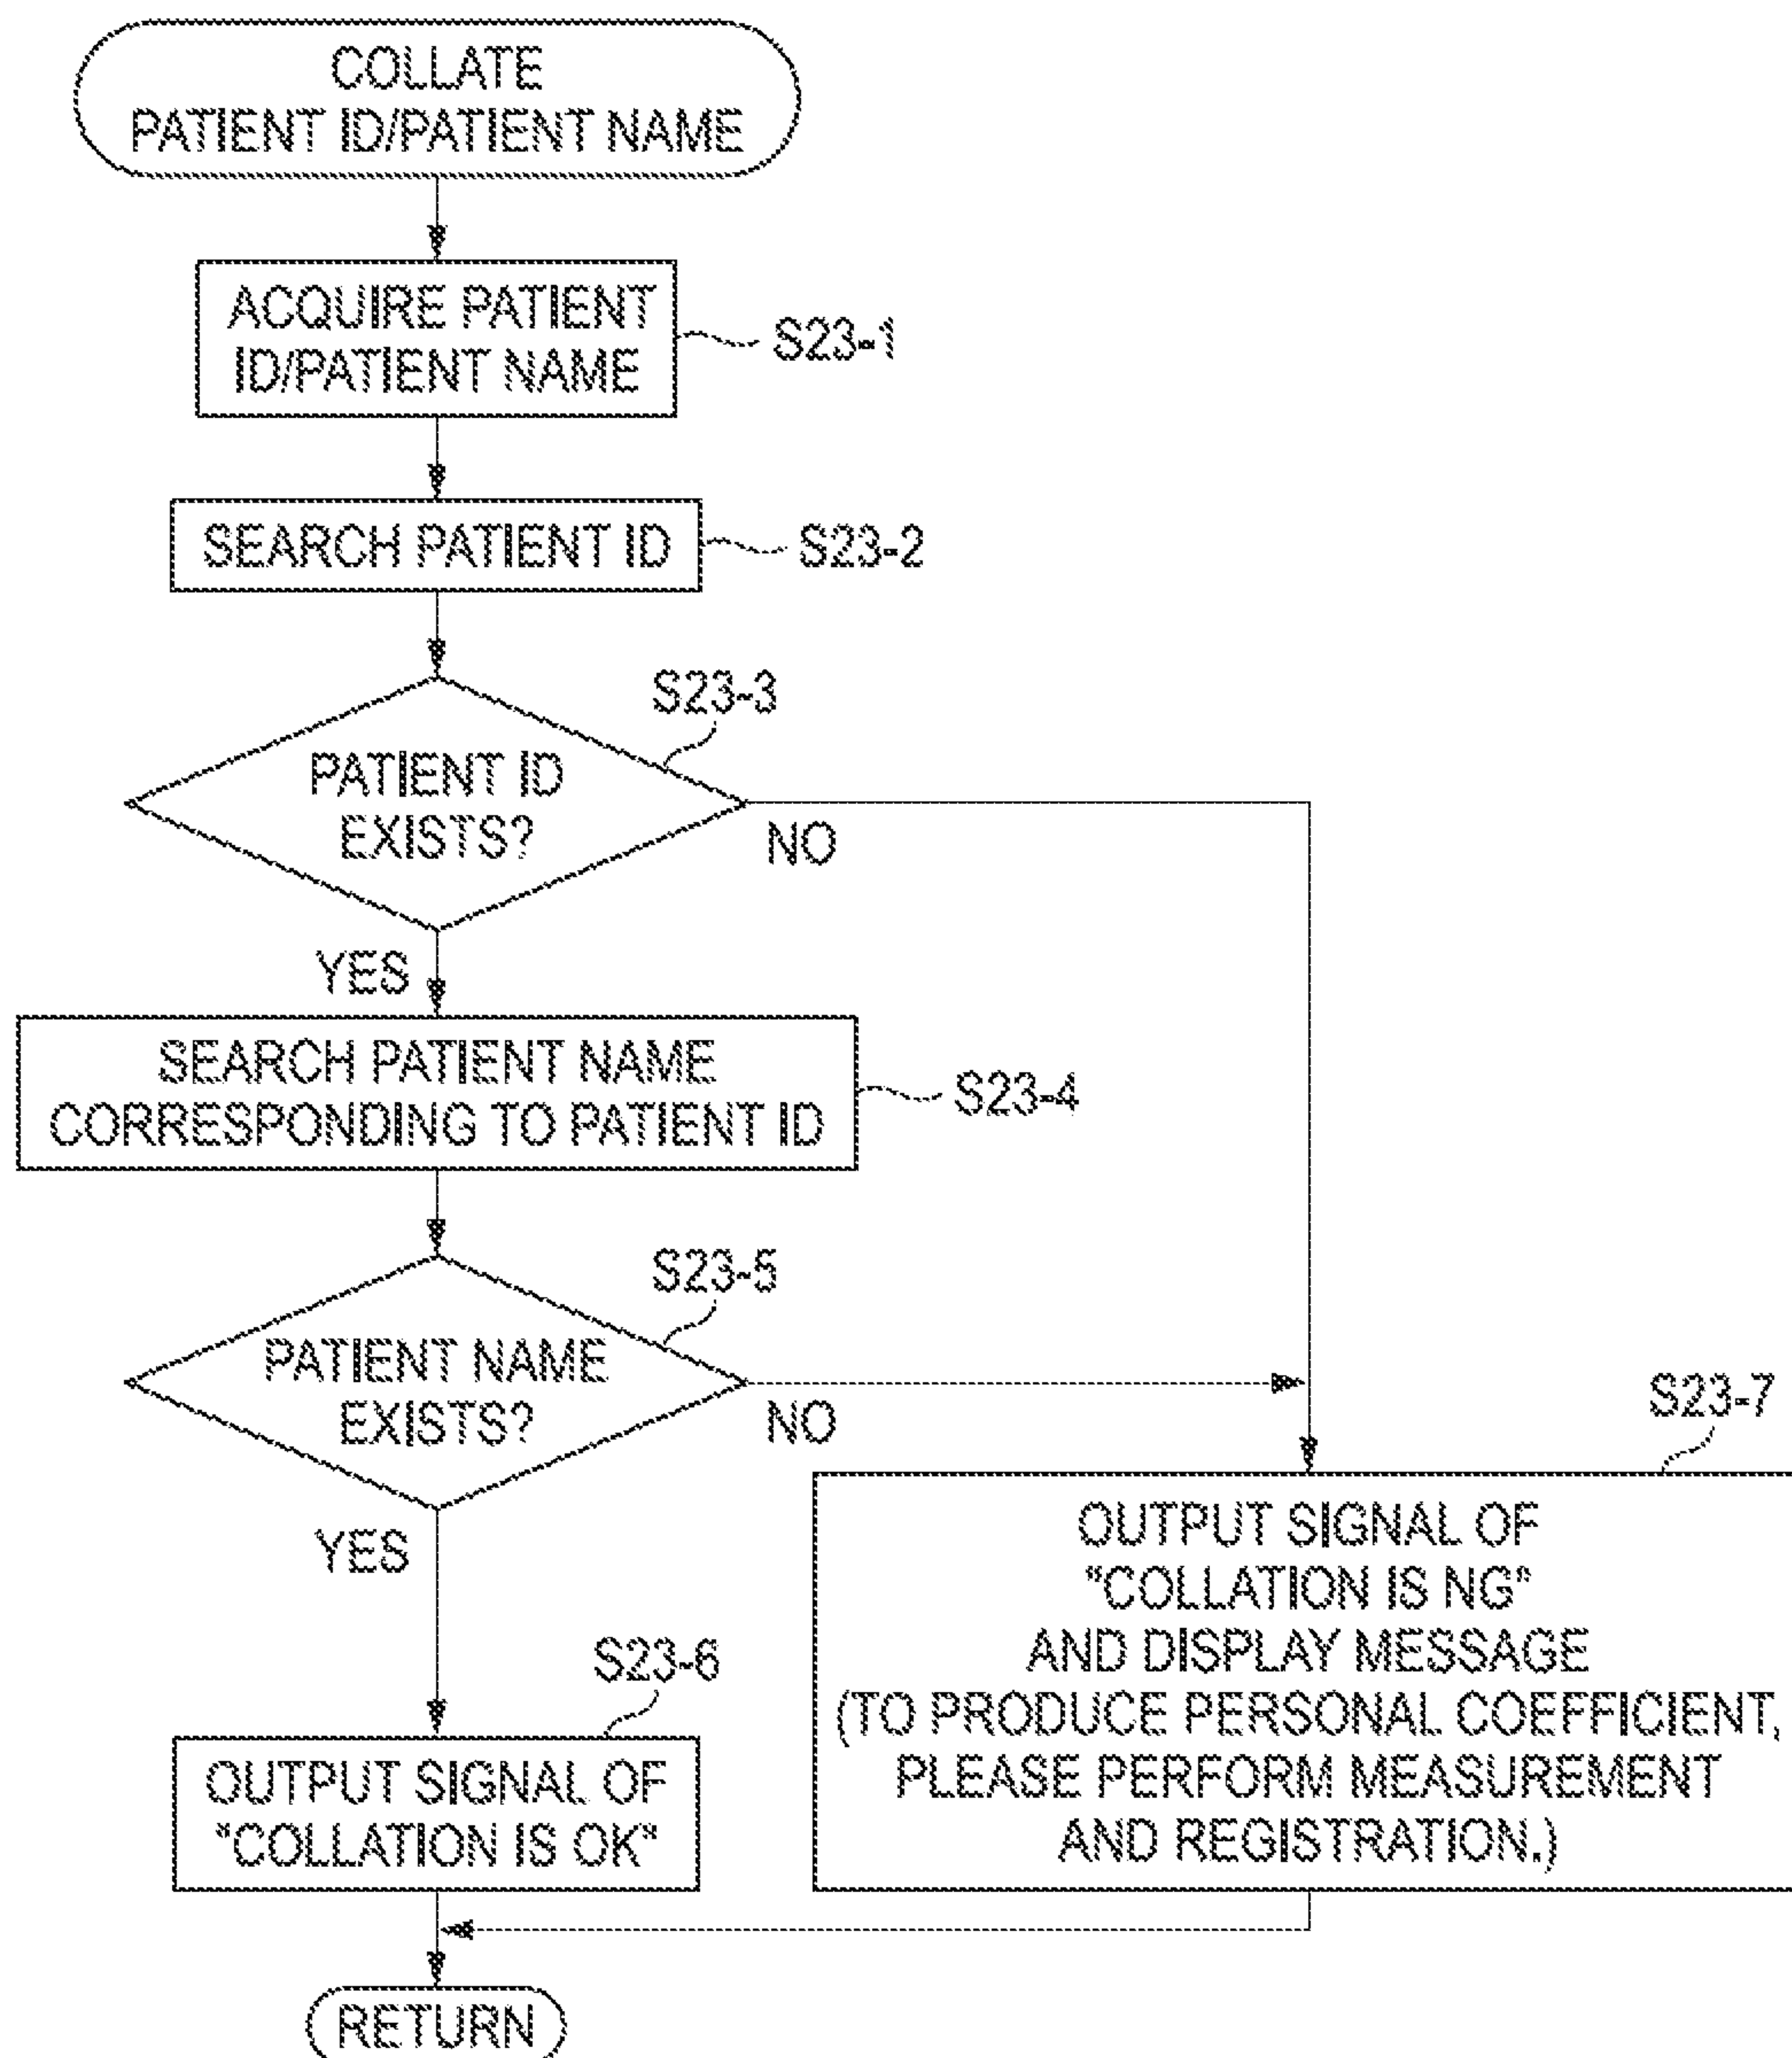 COLLATE
PATIENT ID/PATIENT NAME
ACQUIRE PATIENT
ID/PATIENT NAME
S23-1
SEARCH PATIENT ID
S23-2
S23-3
PATIENT ID
EXISTS?
NO
YES
SEARCH PATIENT NAME
CORRESPONDING TO PATIENT ID
S23-4
S23-5
PATIENT NAME
EXISTS?
NO
YES
S23-7
OUTPUT SIGNAL OF
"COLLATION IS NG"
AND DISPLAY MESSAGE
(TO PRODUCE PERSONAL COEFFICIENT,
PLEASE PERFORM MEASUREMENT
AND REGISTRATION.)
S23-6
OUTPUT SIGNAL OF
"COLLATION IS OK"
RETURN